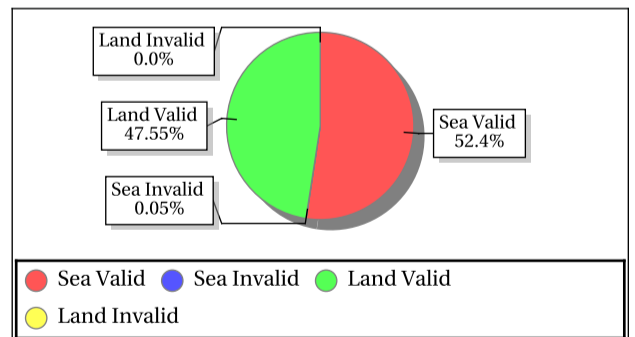 Land Invalid
0.0%
Land Valid
47.55%
Sea Valid
52.4%
Sea Invalid
0.05%
Sea Valid
Sea Invalid
Land Valid
Land Invalid